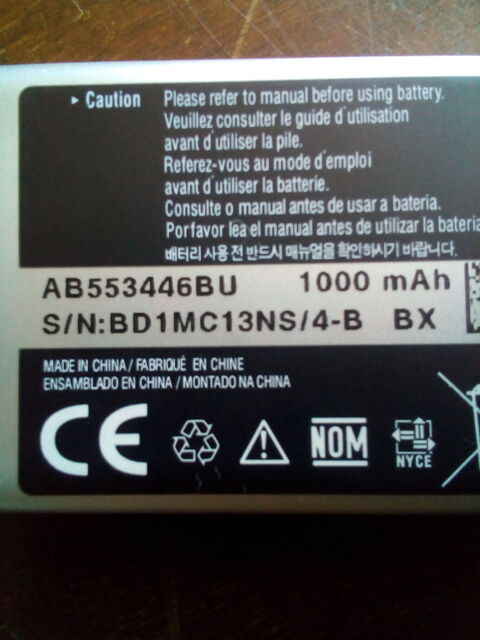 ▸ Caution Please refer to manual before using battery.
Veuillez consulter le guide d'utilisation
avant d'utiliser la pile.
Referez-vous au mode d'emploi
avant d'utiliser la batterie.
Consulte o manual antes de usar a bateria.
Porfavor lea el manual antes de utilizar la bateria
배터리 사용 전 반드시 매뉴얼을 확인하시기 바랍니다.
AB553446BU 1000 mAh
S/N:BD1MC13NS/4-B BX
MADE IN CHINA / FABRIQUÉ EN CHINE
ENSAMBLADO EN CHINA / MONTADO NA CHINA
CE NOM NYCE